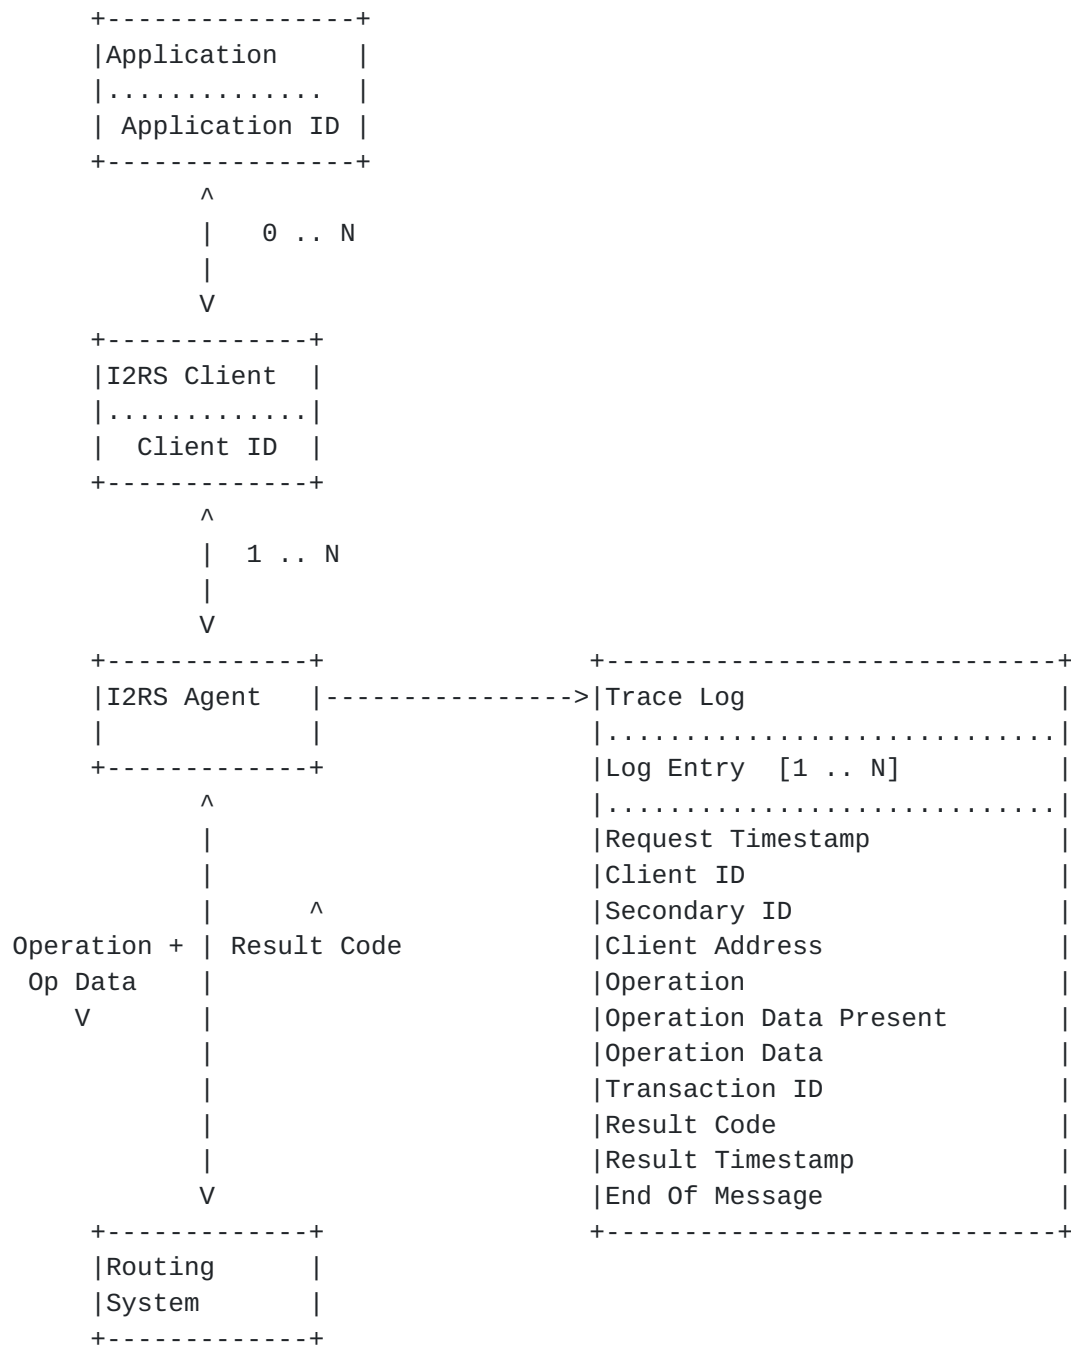 +----------------+
|Application     |
|..............  |
| Application ID |
+----------------+
       ^
       |   0 .. N
       |
       V
+-------------+
|I2RS Client  |
|.............|
|  Client ID  |
+-------------+
       ^
       |  1 .. N
       |
       V
+-------------+                 +-----------------------------+
|I2RS Agent   |---------------->|Trace Log                    |
|             |                 |.............................|
+-------------+                 |Log Entry  [1 .. N]          |
       ^                        |.............................|
       |                        |Request Timestamp            |
       |                        |Client ID                    |
       |      ^                 |Secondary ID                 |
Operation + | Result Code            |Client Address               |
 Op Data    |                        |Operation                    |
    V       |                        |Operation Data Present       |
       |                        |Operation Data               |
       |                        |Transaction ID               |
       |                        |Result Code                  |
       |                        |Result Timestamp             |
       V                        |End Of Message               |
+-------------+                 +-----------------------------+
|Routing      |
|System       |
+-------------+